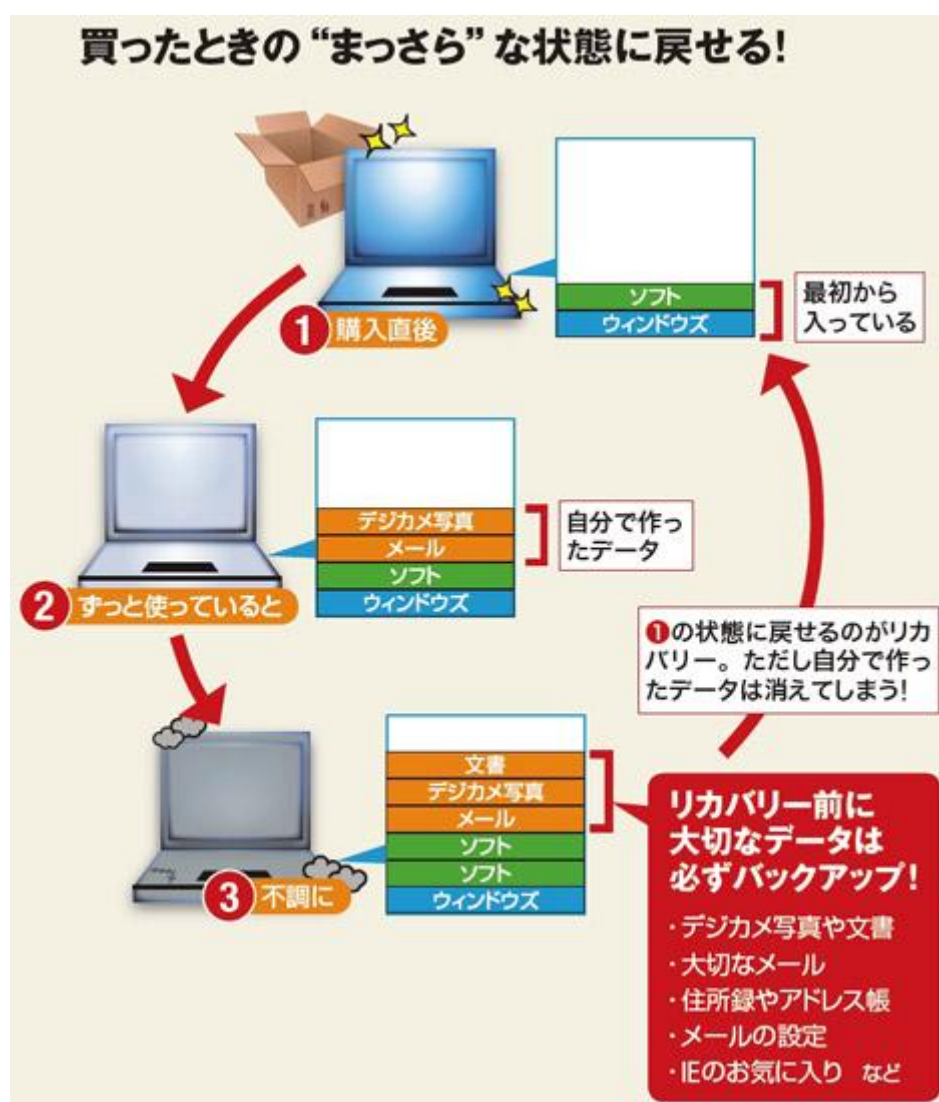 買ったときの“まっさら”な状態に戻せる!
ソフト
ウィンドウズ
最初から
入っている
1 購入直後
デジカメ写真
メール
ソフト
ウィンドウズ
自分で作っ
たデータ
2 ずっと使っていると
❶の状態に戻せるのがリカ
バリー。ただし自分で作っ
たデータは消えてしまう!
文書
デジカメ写真
メール
ソフト
ソフト
ウィンドウズ
3 不調に
リカバリー前に
大切なデータは
必ずバックアップ!
・デジカメ写真や文書
・大切なメール
・住所録やアドレス帳
・メールの設定
・IEのお気に入り など